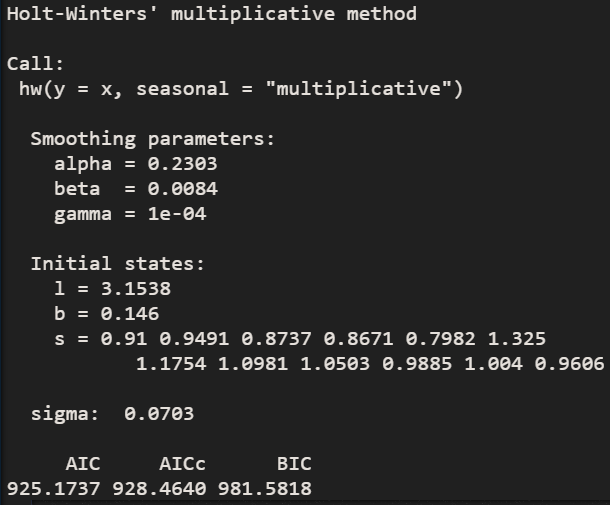 Holt-Winters' multiplicative method
Call:
hw(y = x, seasonal = "multiplicative")
Smoothing parameters:
alpha = 0.2303
beta  = 0.0084
gamma = 1e-04
Initial states:
l = 3.1538
b = 0.146
s = 0.91 0.9491 0.8737 0.8671 0.7982 1.325
1.1754 1.0981 1.0503 0.9885 1.004 0.9606
sigma:  0.0703
AIC     AICc      BIC
925.1737 928.4640 981.5818